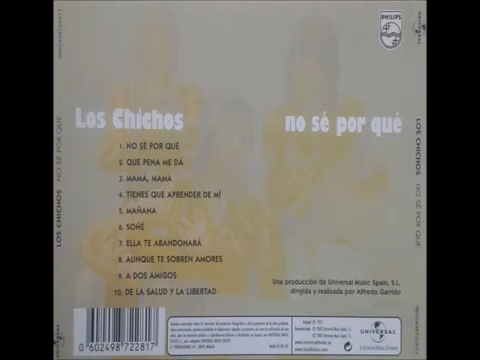 PHILIPS
Los Chichos
no sé por qué
1. NO SÉ POR QUÉ
2. QUE PENA ME DÁ
3. MAMÁ, MAMÁ
4. TIENES QUE APRENDER DE MÍ
5. MAÑANA
6. SOÑÉ
7. ELLA TE ABANDONARÁ
8. AUNQUE TE SOBREN AMORES
9. A DOS AMIGOS
10. DE LA SALUD Y LA LIBERTAD
Una producción de Universal Music Spain, S.L.
dirigida y realizada por Alfredo Garrido
0 602498 722817
UNIVERSAL
LOS CHICHOS NO SÉ POR QUÉ
LOS CHICHOS NO SÉ POR QUÉ